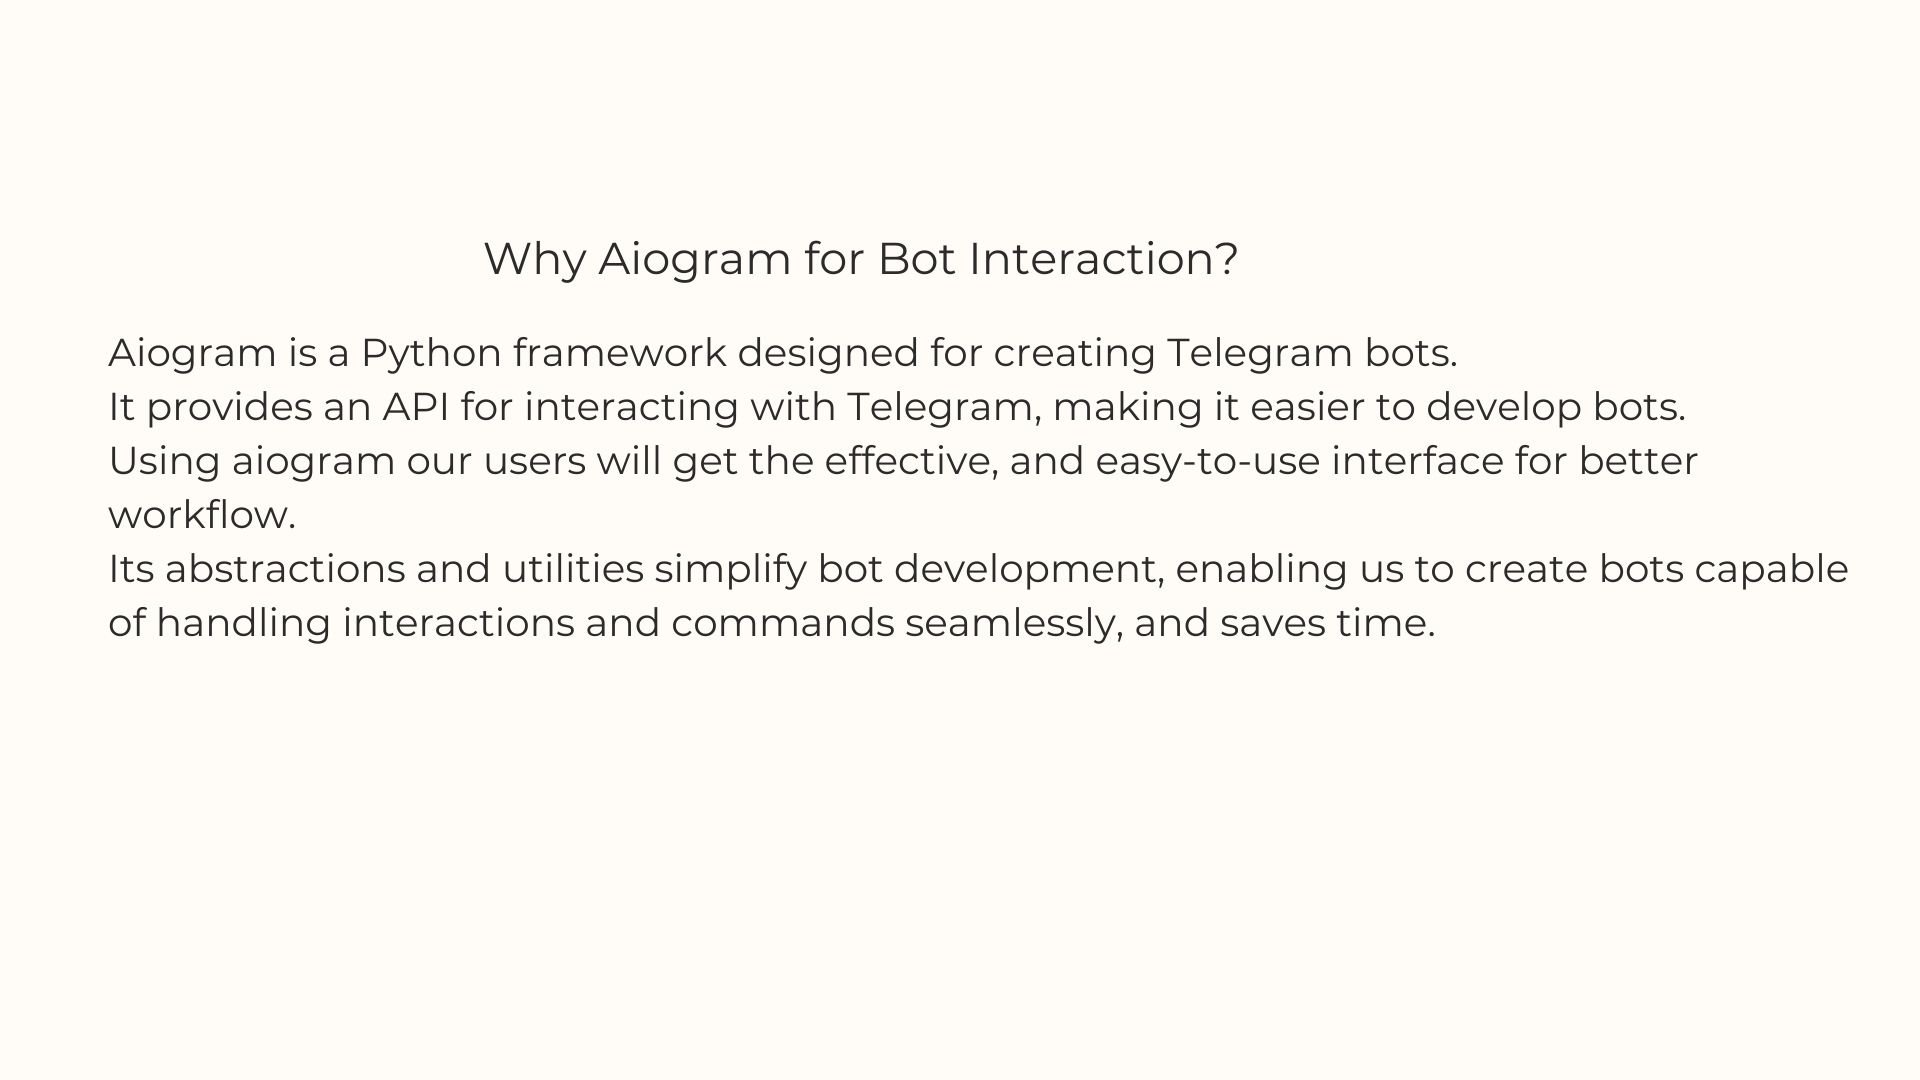 Why Aiogram for Bot Interaction?
Aiogram is a Python framework designed for creating Telegram bots.
It provides an API for interacting with Telegram, making it easier to develop bots.
Using aiogram our users will get the effective, and easy-to-use interface for better
workflow.
Its abstractions and utilities simplify bot development, enabling us to create bots capable
of handling interactions and commands seamlessly, and saves time.